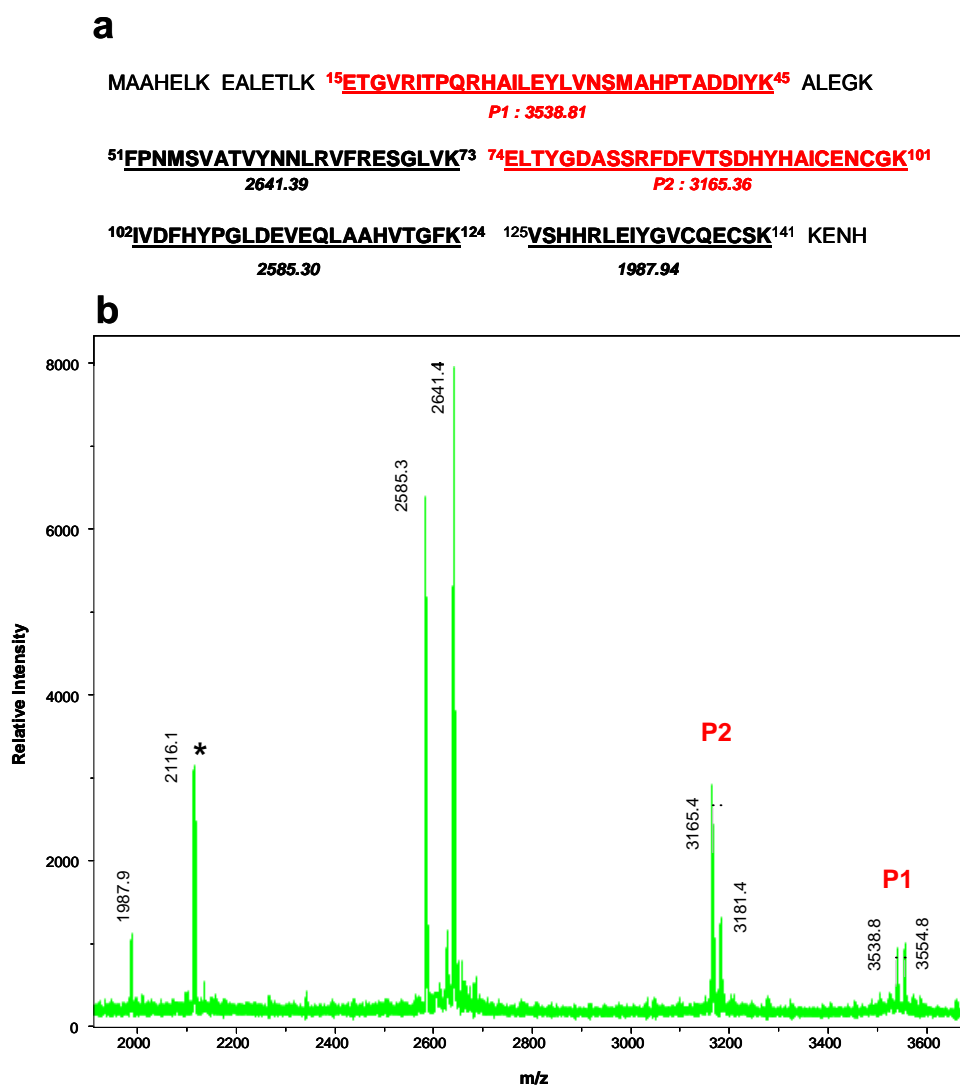 a
MAAHELK EALETLK 15ETGVRITPQRHAILEYLVNSMAHPTADDIYK45 ALEGK
P1 : 3538.81
51FPNMSVATVYNNLRVFRESGLVK73 74ELTYGDASSRFDFVTSDHYHAICENCGK101
2641.39 P2 : 3165.36
102IVDFHYPGLDEVEQLAAHVTGFK124 125VSHHRLEIYGVCQECSK141 KENH
2585.30 1987.94
b
8000
6000
4000
2000
0
Relative Intensity
1987.9
2116.1
*
2585.3
2641.4
P2
3165.4
3181.4
P1
3538.8
3554.8
2000 2200 2400 2600 2800 3000 3200 3400 3600
m/z